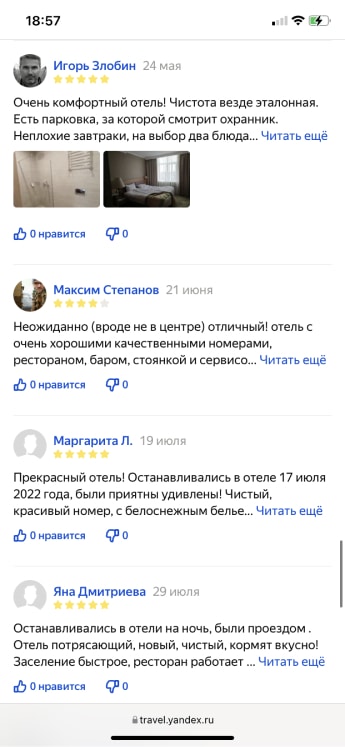 18:57
Игорь Злобин 24 мая
Очень комфортный отель! Чистота везде эталонная.
Есть парковка, за которой смотрит охранник.
Неплохие завтраки, на выбор два блюда... Читать ещё
0 нравится 0
Максим Степанов 21 июня
Неожиданно (вроде не в центре) отличный! отель с
очень хорошими качественными номерами,
рестораном, баром, стоянкой и сервисо... Читать ещё
0 нравится 0
Маргарита Л. 19 июля
Прекрасный отель! Останавливались в отеле 17 июля
2022 года, были приятны удивлены! Чистый,
красивый номер, с белоснежным белье... Читать ещё
0 нравится 0
Яна Дмитриева 29 июля
Останавливались в отели на ночь, были проездом .
Отель потрясающий, новый, чистый, кормят вкусно!
Заселение быстрое, ресторан работает ... Читать ещё
0 нравится 0
travel.yandex.ru